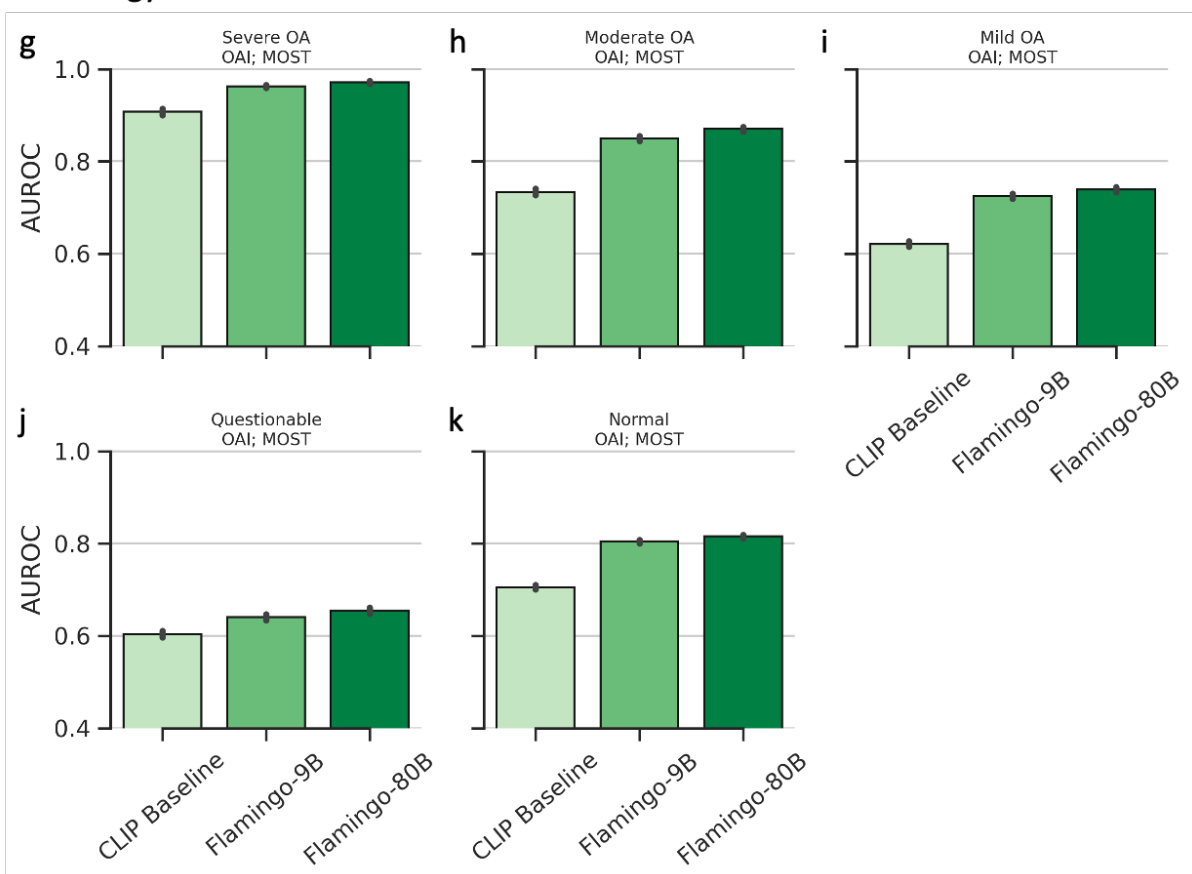 g
Severe OA
OAI; MOST
h
Moderate OA
OAI; MOST
i
Mild OA
OAI; MOST
AUROC
1.0
0.8
0.6
0.4
CLIP Baseline
Flamingo-9B
Flamingo-80B
j
Questionable
OAI; MOST
k
Normal
OAI; MOST
AUROC
1.0
0.8
0.6
0.4
CLIP Baseline
Flamingo-9B
Flamingo-80B
CLIP Baseline
Flamingo-9B
Flamingo-80B